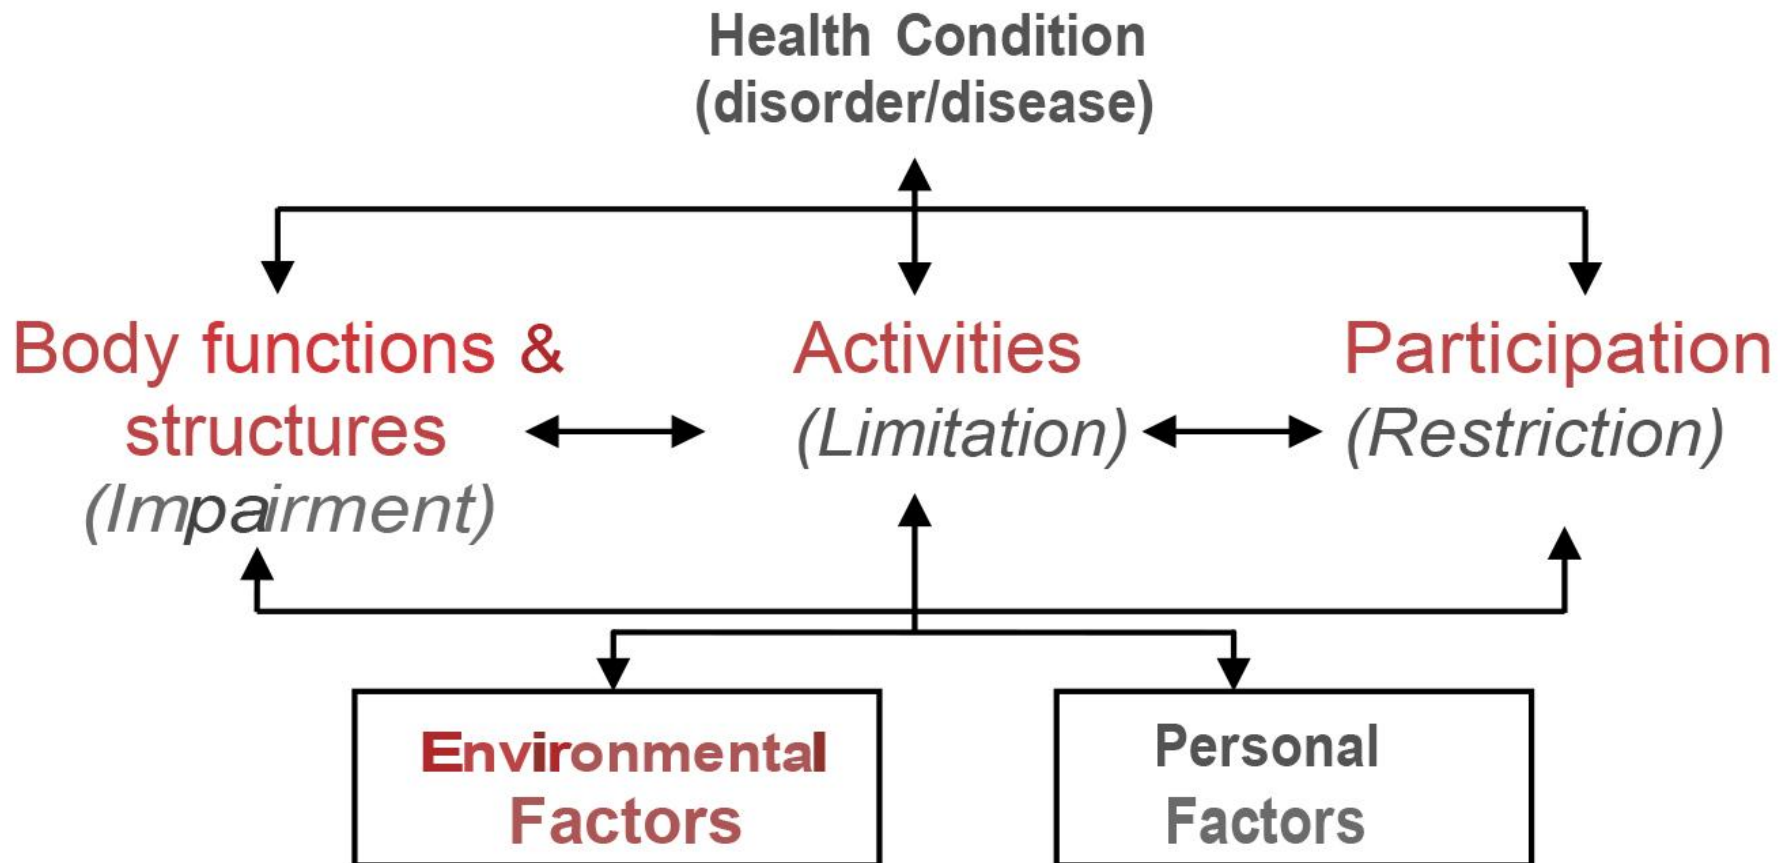 Health Condition
(disorder/disease)
Body functions &
structures
(Impairment)
Activities
(Limitation)
Participation
(Restriction)
Environmental
Factors
Personal
Factors